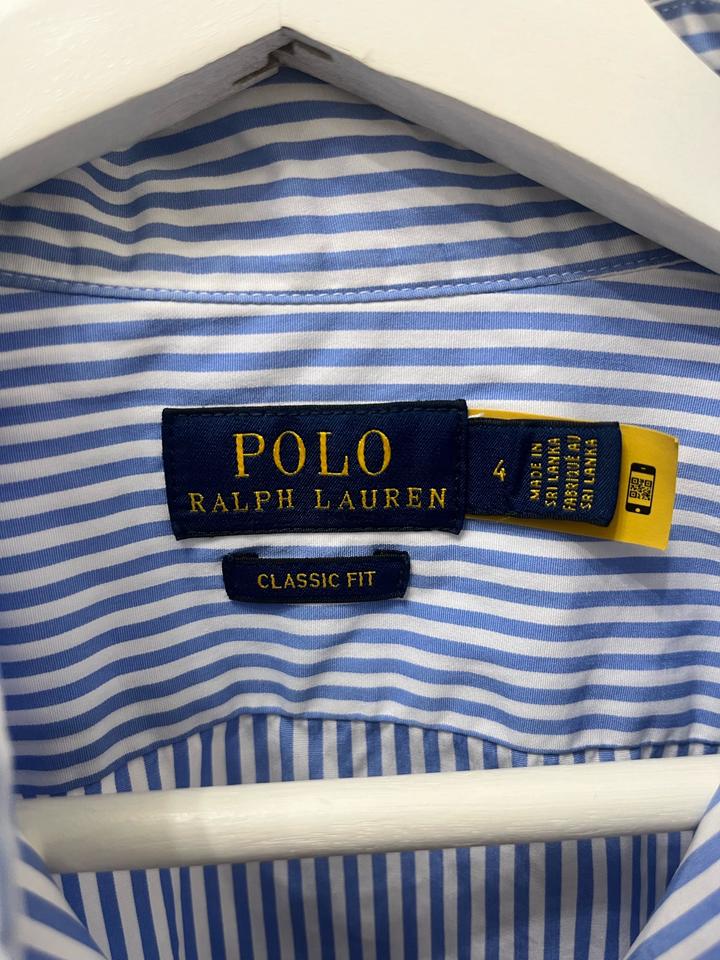 POLO
RALPH LAUREN
4
MADE IN
SRI LANKA
FABRIQUÉ AU
SRI LANKA
CLASSIC FIT